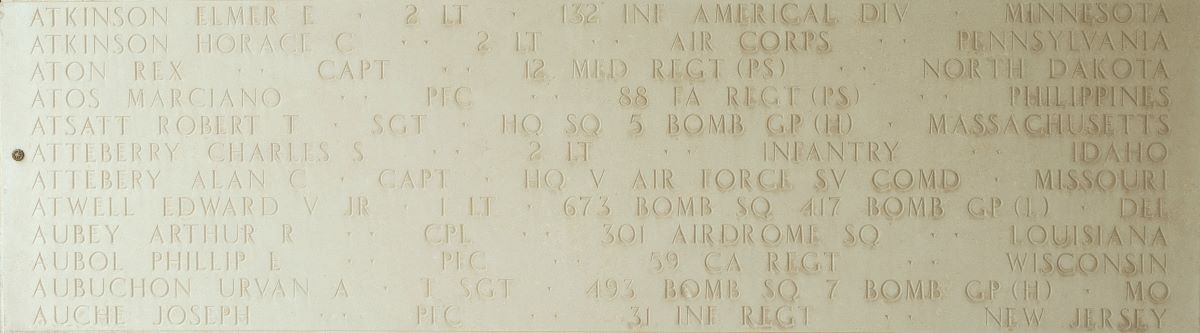 ATKINSON ELMER E · 2 LT · 132 INF AMERICAL DIV · MINNESOTA
ATKINSON HORACE C · · 2 LT · · AIR CORPS · · PENNSYLVANIA
ATON REX · · CAPT · · 12 MED REGT (PS) · · NORTH DAKOTA
ATOS MARCIANO · · PFC · · 88 FA REGT (PS) · · PHILIPPINES
ATSATT ROBERT T · SGT · HQ SQ 5 BOMB GP (H) · MASSACHUSETTS
ATTEBERRY CHARLES S · · 2 LT · · INFANTRY · · IDAHO
ATTEBERY ALAN C · CAPT · HQ V AIR FORCE SV COMD · MISSOURI
ATWELL EDWARD V JR · 1 LT · 673 BOMB SQ 417 BOMB GP (L) · DEL
AUBEY ARTHUR R · · CPL · · 301 AIRDROME SQ · · LOUISIANA
AUBOL PHILLIP E · · PFC · · 59 CA REGT · · WISCONSIN
AUBUCHON URVAN A · T SGT · 493 BOMB SQ 7 BOMB GP (H) · MO
AUCHE JOSEPH · · PFC · · 31 INF REGT · · NEW JERSEY